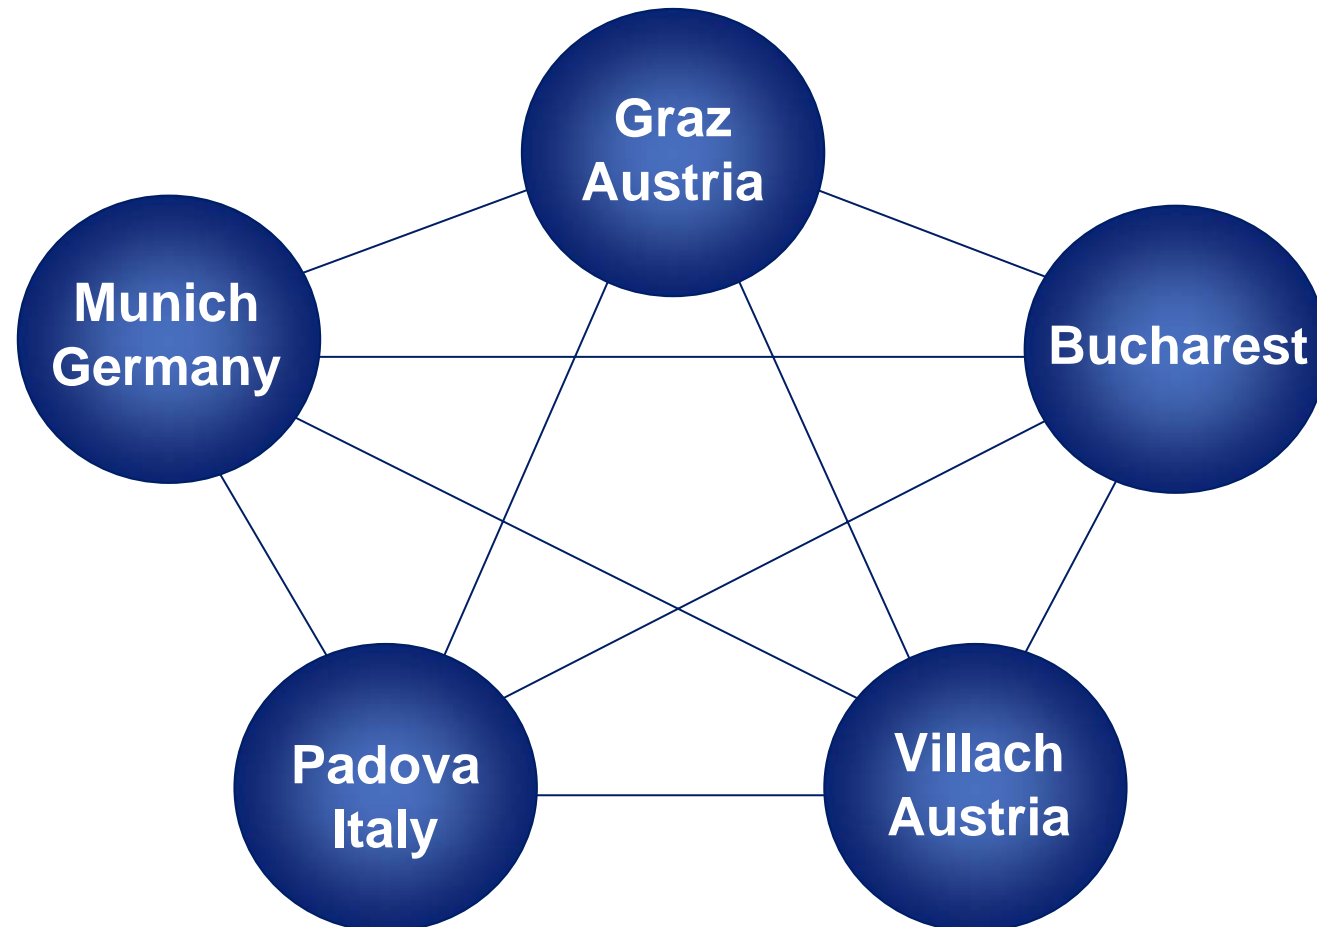 Graz
Austria
Munich
Germany
Bucharest
Padova
Italy
Villach
Austria